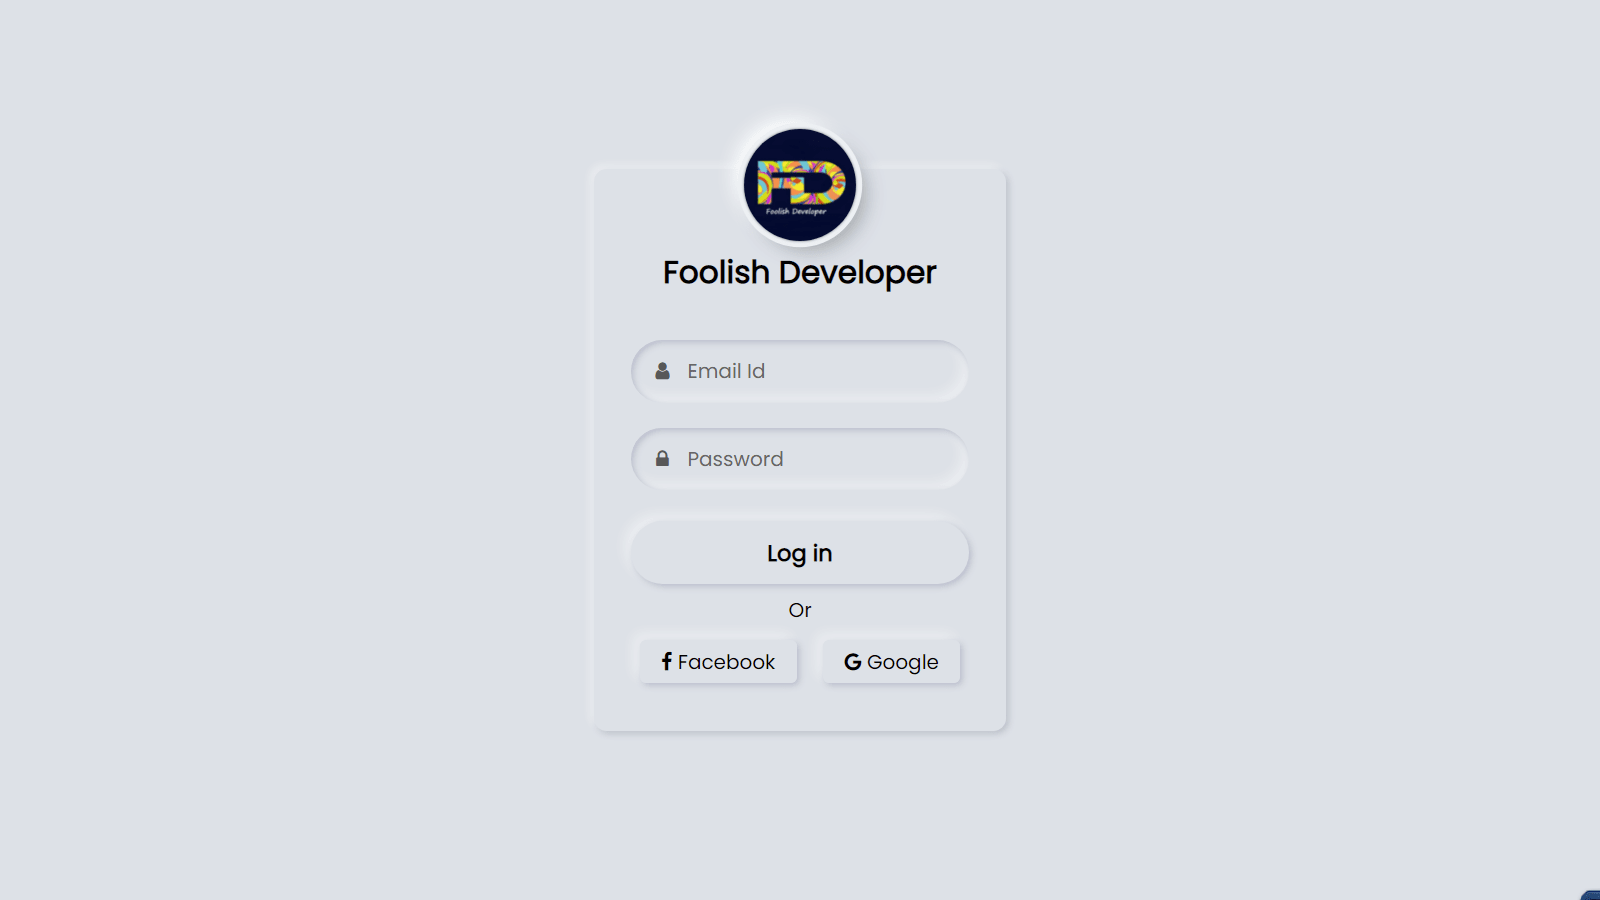 FD
Foolish Developer
Foolish Developer
Email Id
Password
Log in
Or
Facebook
Google